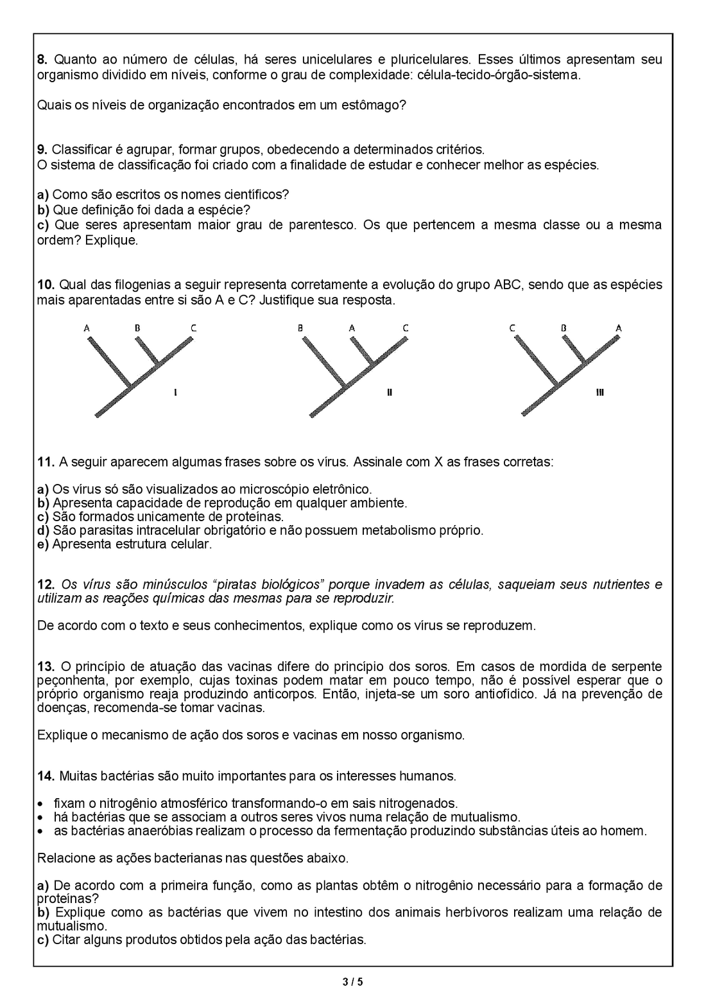 8. Quanto ao número de células, há seres unicelulares e pluricelulares. Esses últimos apresentam seu
organismo dividido em níveis, conforme o grau de complexidade: célula-tecido-órgão-sistema.
Quais os níveis de organização encontrados em um estômago?
9. Classificar é agrupar, formar grupos, obedecendo a determinados critérios.
O sistema de classificação foi criado com a finalidade de estudar e conhecer melhor as espécies.
a) Como são escritos os nomes científicos?
b) Que definição foi dada a espécie?
c) Que seres apresentam maior grau de parentesco. Os que pertencem a mesma classe ou a mesma
ordem? Explique.
10. Qual das filogenias a seguir representa corretamente a evolução do grupo ABC, sendo que as espécies
mais aparentadas entre si são A e C? Justifique sua resposta.
A B C B A C C B A
I II III
11. A seguir aparecem algumas frases sobre os vírus. Assinale com X as frases corretas:
a) Os vírus só são visualizados ao microscópio eletrônico.
b) Apresenta capacidade de reprodução em qualquer ambiente.
c) São formados unicamente de proteínas.
d) São parasitas intracelular obrigatório e não possuem metabolismo próprio.
e) Apresenta estrutura celular.
12. Os vírus são minúsculos “piratas biológicos” porque invadem as células, saqueiam seus nutrientes e
utilizam as reações químicas das mesmas para se reproduzir.
De acordo com o texto e seus conhecimentos, explique como os vírus se reproduzem.
13. O princípio de atuação das vacinas difere do princípio dos soros. Em casos de mordida de serpente
peçonhenta, por exemplo, cujas toxinas podem matar em pouco tempo, não é possível esperar que o
próprio organismo reaja produzindo anticorpos. Então, injeta-se um soro antiofídico. Já na prevenção de
doenças, recomenda-se tomar vacinas.
Explique o mecanismo de ação dos soros e vacinas em nosso organismo.
14. Muitas bactérias são muito importantes para os interesses humanos.
• fixam o nitrogênio atmosférico transformando-o em sais nitrogenados.
• há bactérias que se associam a outros seres vivos numa relação de mutualismo.
• as bactérias anaeróbias realizam o processo da fermentação produzindo substâncias úteis ao homem.
Relacione as ações bacterianas nas questões abaixo.
a) De acordo com a primeira função, como as plantas obtêm o nitrogênio necessário para a formação de
proteínas?
b) Explique como as bactérias que vivem no intestino dos animais herbívoros realizam uma relação de
mutualismo.
c) Citar alguns produtos obtidos pela ação das bactérias.
3 / 5